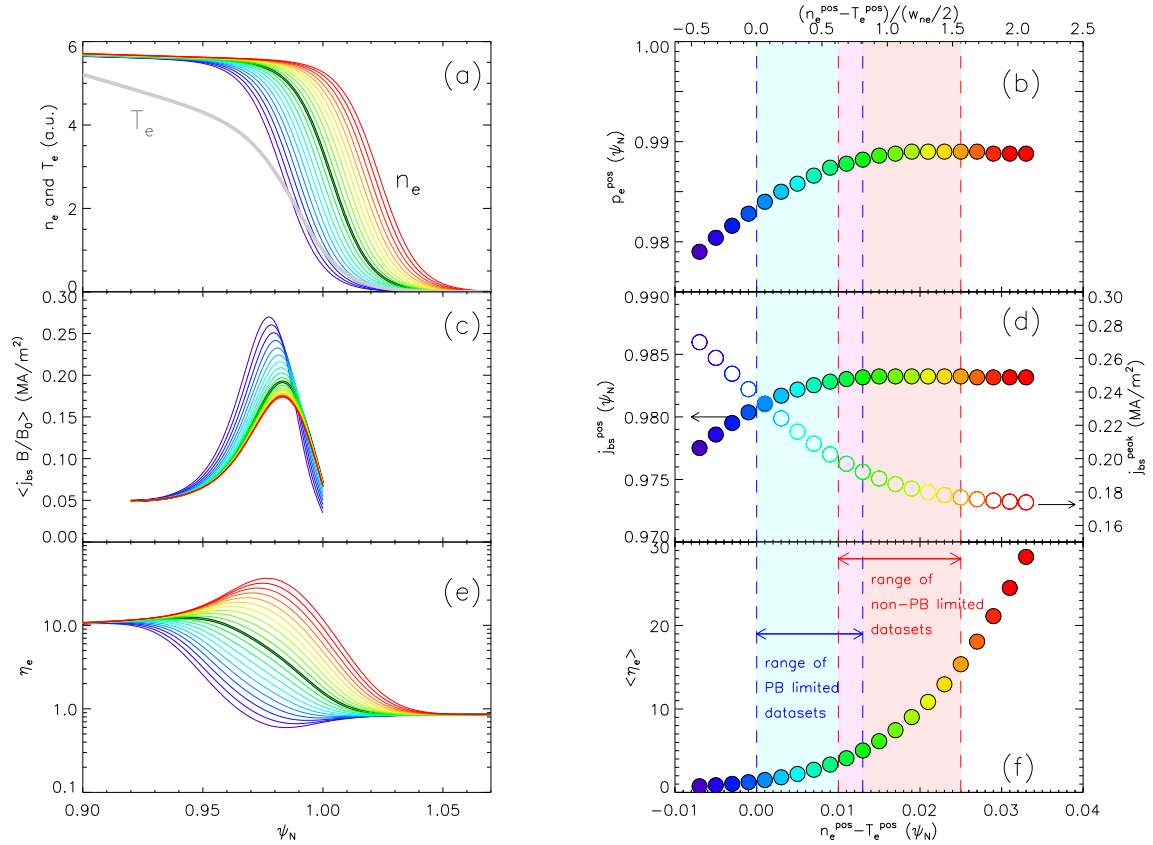 (a)
n_e and T_e (a.u.)
6
4
2
0
T_e
n_e
(c)
<j_bs B/B_0> (MA/m²)
0.30
0.25
0.20
0.15
0.10
0.05
0.00
(e)
η_e
10.0
1.0
0.1
0.90 0.95 1.00 1.05
ψ_N
(n_e^pos−T_e^pos)/(w_ne/2)
−0.5 0.0 0.5 1.0 1.5 2.0 2.5
(b)
p_e^pos (ψ_N)
1.00
0.99
0.98
(d)
j_bs^pos (ψ_N)
0.990
0.985
0.980
0.975
0.970
0.30
0.28
0.26
0.25
0.23
0.21
0.20
0.18
0.16
j_bs^peak (MA/m²)
(f)
<η_e>
30
20
10
0
range of
non−PB limited
datasets
range of
PB limited
datasets
−0.01 0.00 0.01 0.02 0.03 0.04
n_e^pos−T_e^pos (ψ_N)